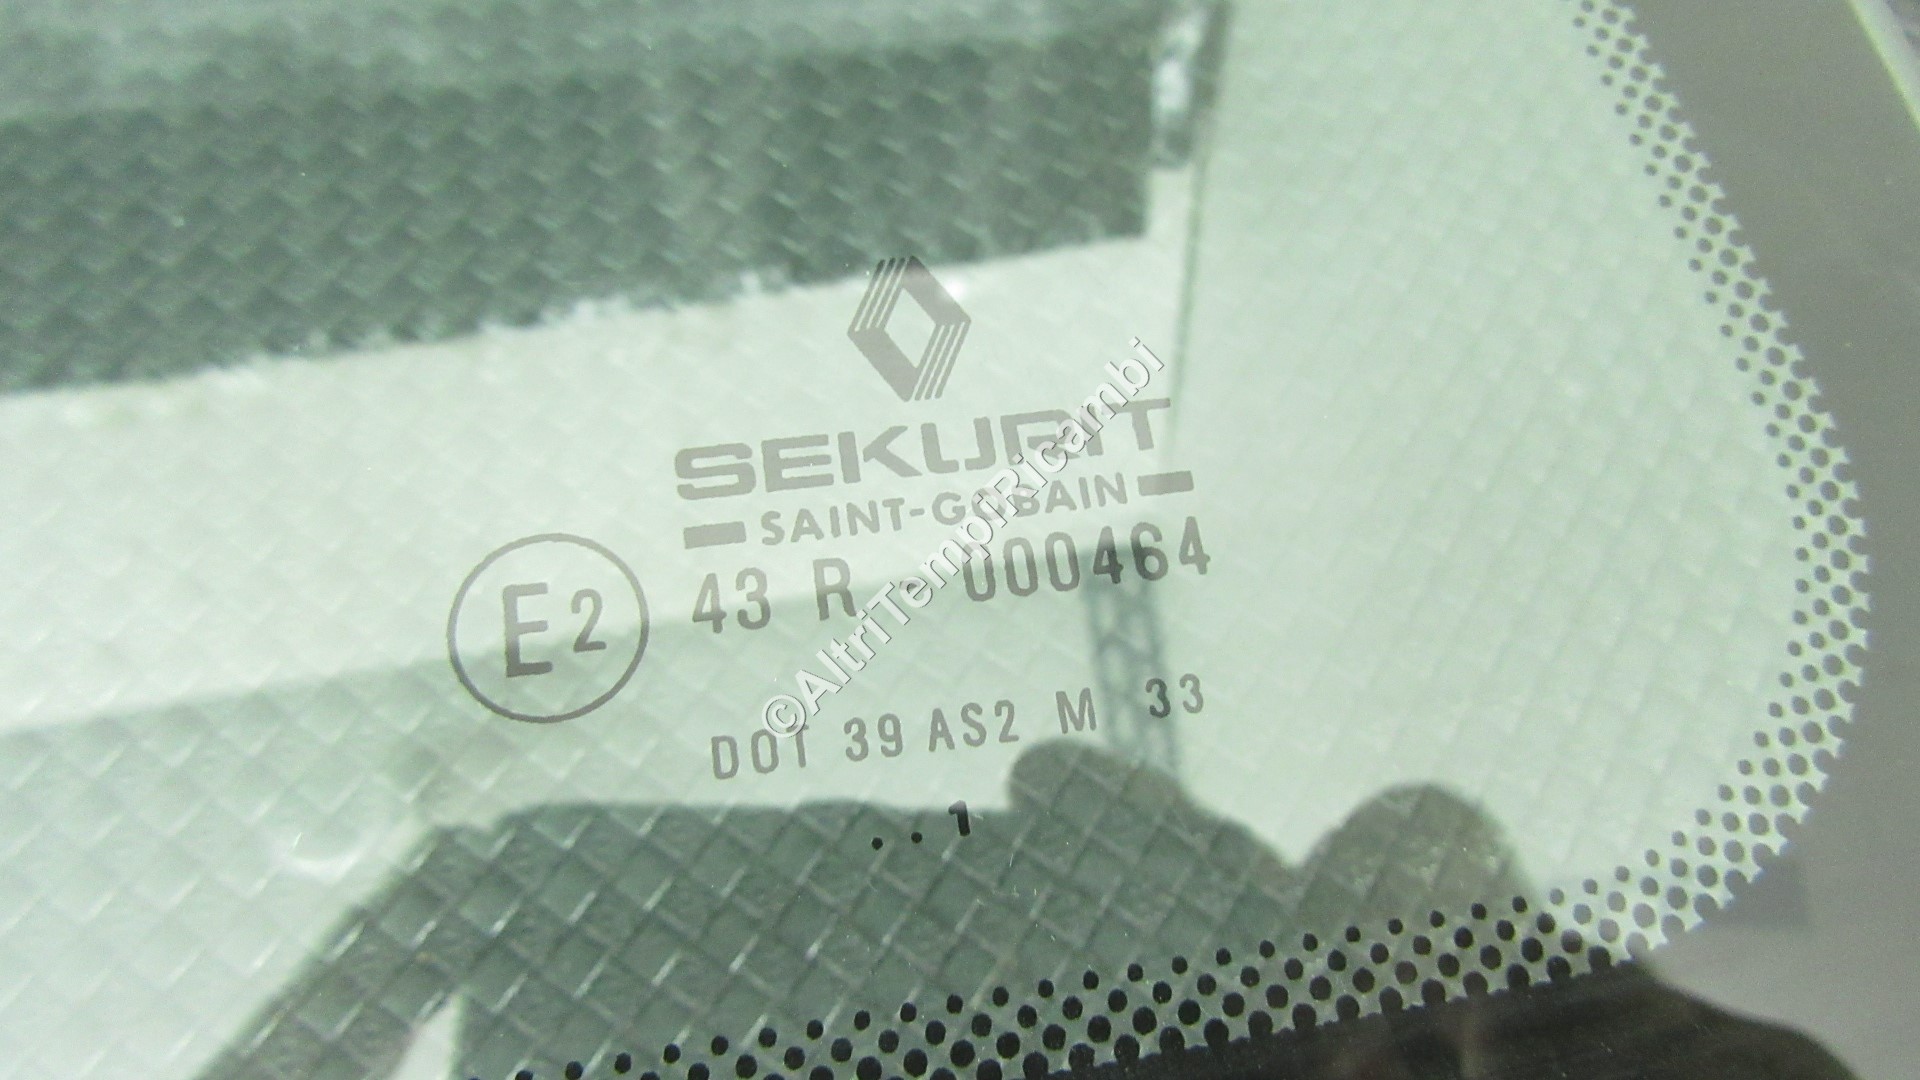 SEKURIT
SAINT-GOBAIN
E2
43 R - 000464
DOT 39 AS2 M 33
..1
©AltriTempiRicambi